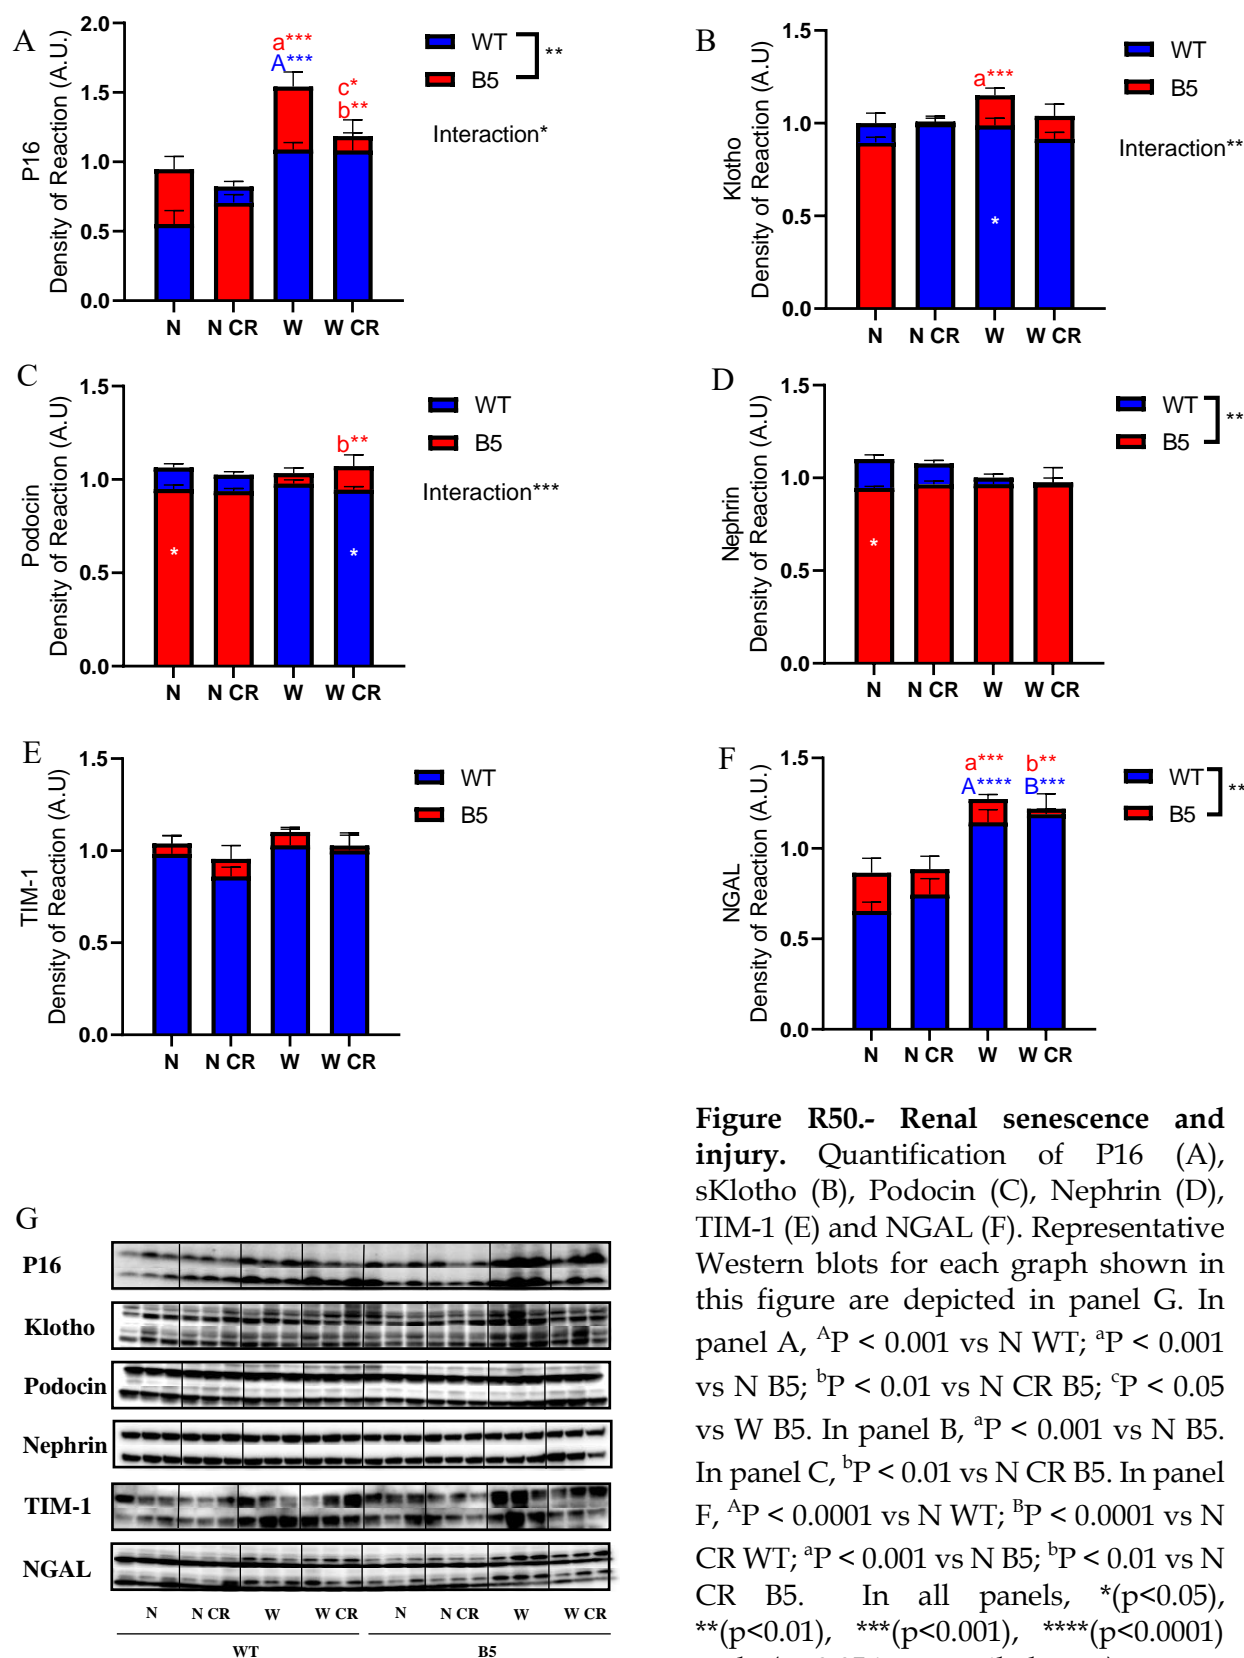 A
P16
Density of Reaction (A.U.)
2.0
1.5
1.0
0.5
0.0
a***
A***
c*
b**
N
N CR
W
W CR
WT
B5
**
Interaction*
B
Klotho
Density of Reaction (A.U)
1.5
1.0
0.5
0.0
a***
*
N
N CR
W
W CR
WT
B5
Interaction**
C
Podocin
Density of Reaction (A.U)
1.5
1.0
0.5
0.0
*
b**
*
N
N CR
W
W CR
WT
B5
Interaction***
D
Nephrin
Density of Reaction (A.U)
1.5
1.0
0.5
0.0
*
N
N CR
W
W CR
WT
B5
**
E
TIM-1
Density of Reaction (A.U)
1.5
1.0
0.5
0.0
N
N CR
W
W CR
WT
B5
F
NGAL
Density of Reaction (A.U.)
1.5
1.0
0.5
0.0
a***
A****
b**
B***
N
N CR
W
W CR
WT
B5
**
G
P16
Klotho
Podocin
Nephrin
TIM-1
NGAL
N N CR W W CR N N CR W W CR
WT B5
Figure R50.- Renal senescence and
injury. Quantification of P16 (A),
sKlotho (B), Podocin (C), Nephrin (D),
TIM-1 (E) and NGAL (F). Representative
Western blots for each graph shown in
this figure are depicted in panel G. In
panel A, ᴬP < 0.001 vs N WT; ᵃP < 0.001
vs N B5; ᵇP < 0.01 vs N CR B5; ᶜP < 0.05
vs W B5. In panel B, ᵃP < 0.001 vs N B5.
In panel C, ᵇP < 0.01 vs N CR B5. In panel
F, ᴬP < 0.0001 vs N WT; ᴮP < 0.0001 vs N
CR WT; ᵃP < 0.001 vs N B5; ᵇP < 0.01 vs N
CR B5. In all panels, *(p<0.05),
**(p<0.01), ***(p<0.001), ****(p<0.0001)